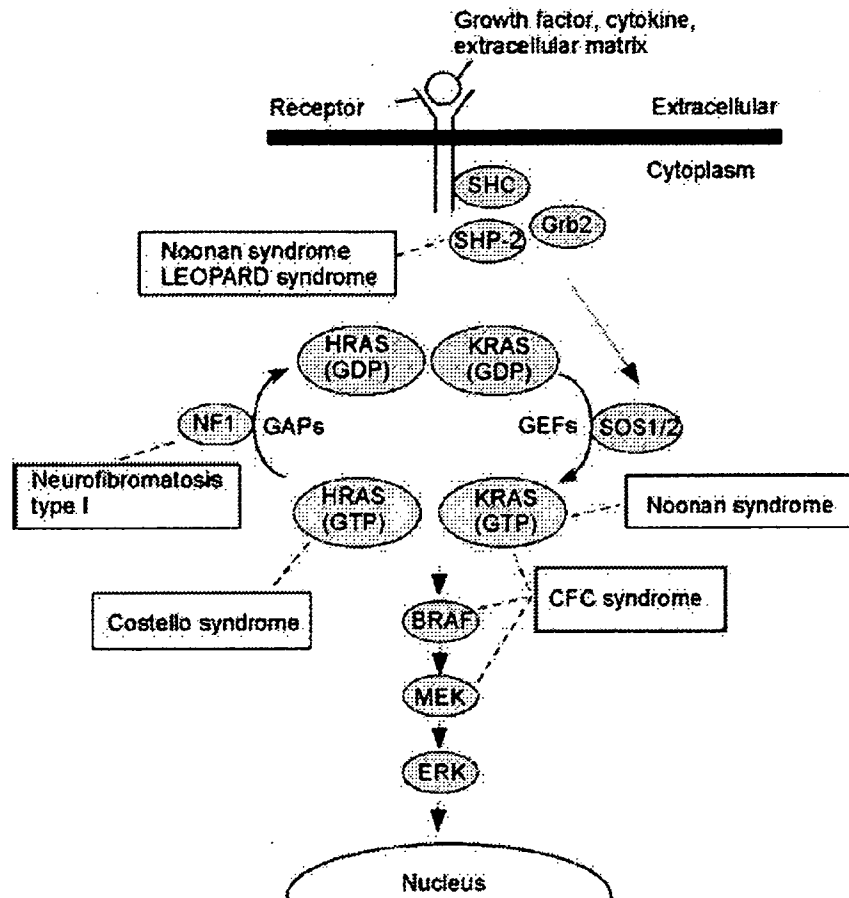 Growth factor, cytokine,
extracellular matrix
Receptor
Extracellular
Cytoplasm
SHC
Grb2
SHP-2
Noonan syndrome
LEOPARD syndrome
HRAS
(GDP)
KRAS
(GDP)
NF1
GAPs
GEFs
SOS1/2
Neurofibromatosis
type I
HRAS
(GTP)
KRAS
(GTP)
Noonan syndrome
Costello syndrome
BRAF
CFC syndrome
MEK
ERK
Nucleus